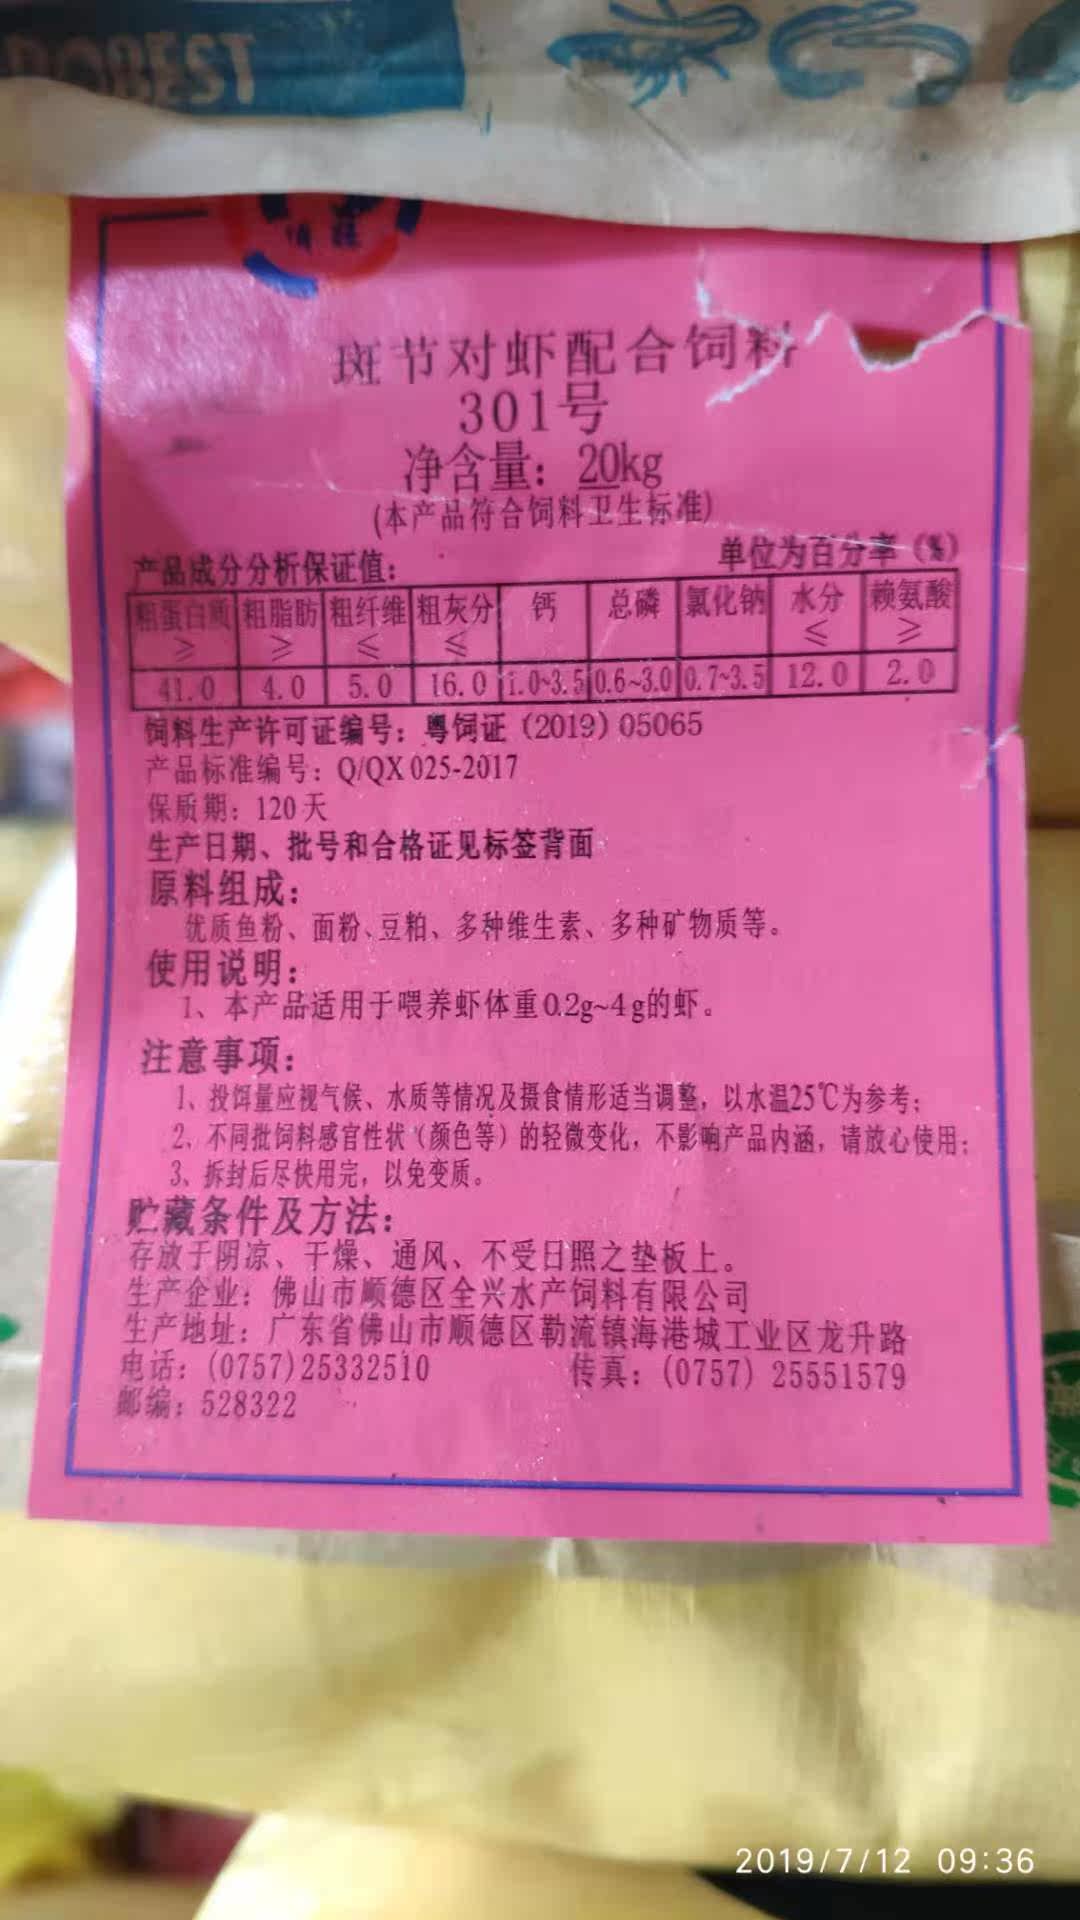 斑节对虾配合饲料
301号
净含量：20kg
(本产品符合饲料卫生标准)
产品成分分析保证值： 单位为百分率（%）
粗蛋白质 粗脂肪 粗纤维 粗灰分 钙 总磷 氯化钠 水分 赖氨酸
≥ ≥ ≤ ≤ ≤ ≥
41.0 4.0 5.0 16.0 1.0~3.5 0.6~3.0 0.7~3.5 12.0 2.0
饲料生产许可证编号：粤饲证（2019）05065
产品标准编号：Q/QX 025-2017
保质期：120天
生产日期、批号和合格证见标签背面
原料组成：
优质鱼粉、面粉、豆粕、多种维生素、多种矿物质等。
使用说明：
1、本产品适用于喂养虾体重0.2g~4g的虾。
注意事项：
1、投饵量应视气候、水质等情况及摄食情形适当调整，以水温25℃为参考；
2、不同批饲料感官性状（颜色等）的轻微变化，不影响产品内涵，请放心使用；
3、拆封后尽快用完，以免变质。
贮藏条件及方法：
存放于阴凉、干燥、通风、不受日照之垫板上。
生产企业：佛山市顺德区全兴水产饲料有限公司
生产地址：广东省佛山市顺德区勒流镇海港城工业区龙升路
电话：(0757)25332510 传真：(0757) 25551579
邮编：528322
2019/7/12 09:36